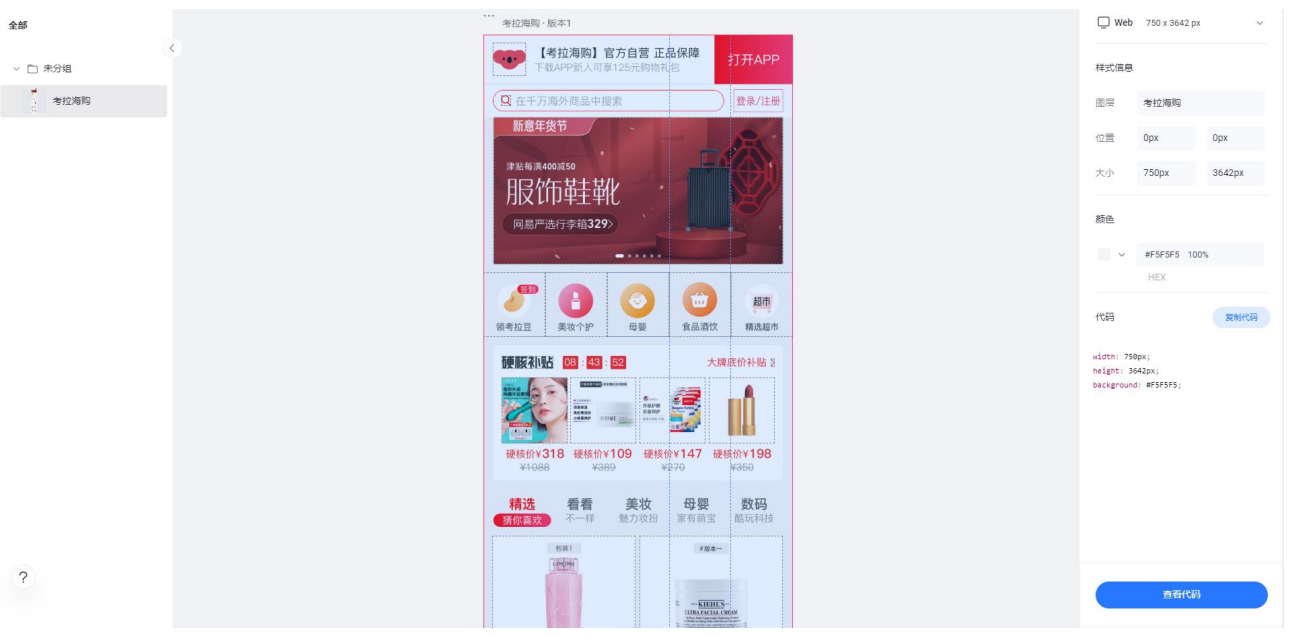 全部
未分组
考拉海购
?
考拉海购 · 版本1
【考拉海购】官方自营 正品保障
下载APP新人可享125元购物礼包
打开APP
在千万海外商品中搜索
登录/注册
新意年货节
津贴每满400减50
服饰鞋靴
网易严选行李箱329>
签到
超市
领考拉豆
美妆个护
母婴
食品酒饮
精选超市
硬核补贴 08 : 43 : 52
大牌底价补贴
硬核价¥318
硬核价¥109
硬核价¥147
硬核价¥198
¥1088
¥389
¥270
¥350
精选
看看
美妆
母婴
数码
猜你喜欢
不一样
魅力妆扮
家有萌宝
酷玩科技
包装1
#版本一
LANCOME
KIEHL'S
ULTRA FACIAL CREAM
Web 750 x 3642 px
样式信息
图层 考拉海购
位置 0px 0px
大小 750px 3642px
颜色
#F5F5F5 100%
HEX
代码
复制代码
width: 750px;
height: 3642px;
background: #F5F5F5;
查看代码